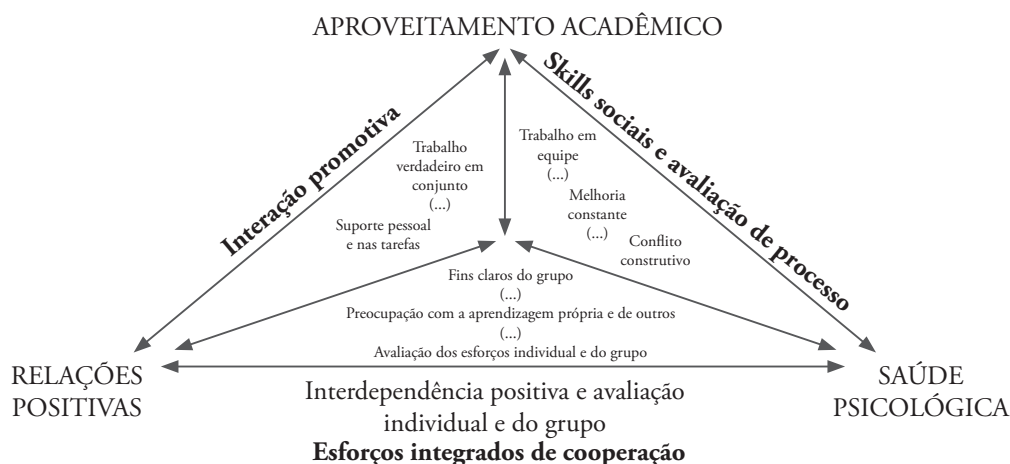 APROVEITAMENTO ACADÊMICO
Interação promotiva
Skills sociais e avaliação de processo
Trabalho
verdadeiro em
conjunto
(...)
Suporte pessoal
e nas tarefas
Trabalho em
equipe
(...)
Melhoria
constante
(...)
Conflito
construtivo
Fins claros do grupo
(...)
Preocupação com a aprendizagem própria e de outros
(...)
Avaliação dos esforços individual e do grupo
RELAÇÕES
POSITIVAS
SAÚDE
PSICOLÓGICA
Interdependência positiva e avaliação
individual e do grupo
Esforços integrados de cooperação